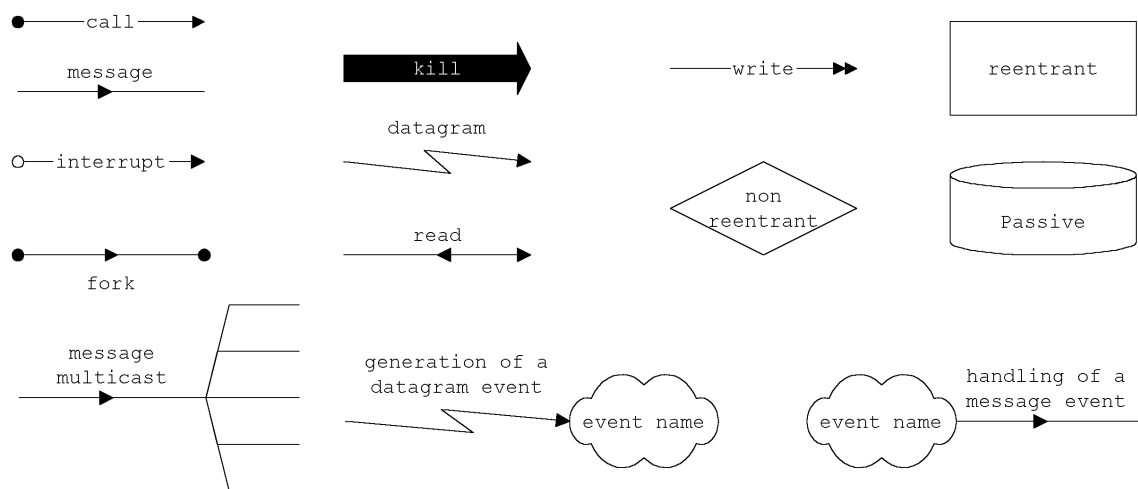 call
message
kill
write
reentrant
datagram
interrupt
non
reentrant
Passive
read
fork
message
multicast
generation of a
datagram event
event name
event name
handling of a
message event